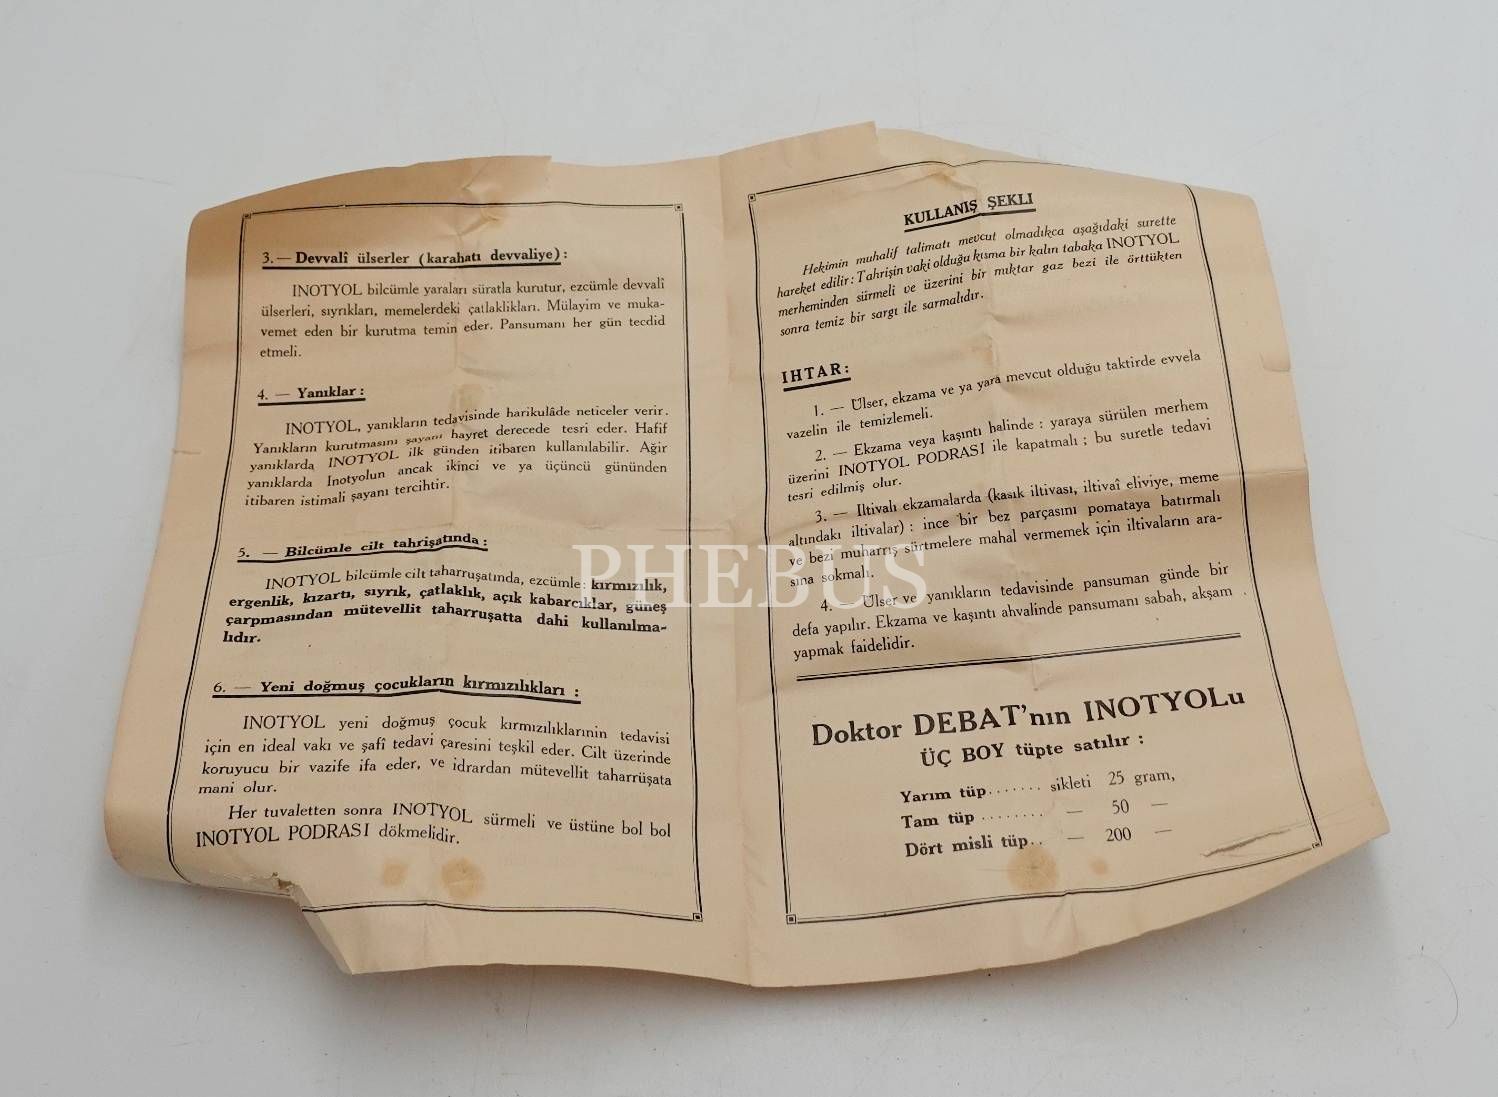 3. — Devvalî ülserler (karahatı devvaliye):
INOTYOL bilcümle yaraları süratla kurutur, ezcümle devvalî
ülserleri, sıyrıkları, memelerdeki çatlaklıkları. Mülayim ve muka-
vemet eden bir kurutma temin eder. Pansumanı her gün tecdid
etmeli.
4. — Yanıklar :
INOTYOL, yanıkların tedavisinde harikulâde neticeler verir.
Yanıkların kurutmasını şayanı hayret derecede tesri eder. Hafif
yanıklarda INOTYOL ilk günden itibaren kullanılabilir. Ağir
yanıklarda Inotyolun ancak ikinci ve ya üçüncü gününden
itibaren istimali şayanı tercihtir.
5. — Bilcümle cilt tahrişatında :
INOTYOL bilcümle cilt taharruşatında, ezcümle: kırmızılık,
ergenlik, kızartı, sıyrık, çatlaklık, açık kabarcıklar, güneş
çarpmasından mütevellit taharruşatta dahi kullanılma-
lıdır.
6. — Yeni doğmuş çocukların kırmızılıkları :
INOTYOL yeni doğmuş çocuk kırmızılıklarının tedavisi
için en ideal vakı ve şafî tedavi çaresini teşkil eder. Cilt üzerinde
koruyucu bir vazife ifa eder, ve idrardan mütevellit taharrüşata
mani olur.
Her tuvaletten sonra INOTYOL sürmeli ve üstüne bol bol
INOTYOL PODRASI dökmelidir.
KULLANIŞ ŞEKLI
Hekimin muhalif talimatı mevcut olmadıkca aşağıdaki surette
hareket edilir: Tahrişin vaki olduğu kısma bir kalın tabaka INOTYOL
merheminden sürmeli ve üzerini bir miktar gaz bezi ile örttükten
sonra temiz bir sargı ile sarmalıdır.
IHTAR:
1. — Ülser, ekzama ve ya yara mevcut olduğu taktirde evvela
vazelin ile temizlemeli.
2. — Ekzama veya kaşıntı halinde : yaraya sürülen merhem
üzerini INOTYOL PODRASI ile kapatmalı : bu suretle tedavi
tesri edilmiş olur.
3. — Iltivalı ekzamalarda (kasık iltivası, iltivaî eliviye, meme
altındaki iltivalar) : ince bir bez parçasını pomataya batırmalı
ve bezi muharriş sürtmelere mahal vermemek için iltivaların ara-
sına sokmalı.
4. — Ülser ve yanıkların tedavisinde pansuman günde bir
defa yapılır. Ekzama ve kaşıntı ahvalinde pansumanı sabah, akşam
yapmak faidelidir.
Doktor DEBAT'nın INOTYOLu
ÜÇ BOY tüpte satılır :
Yarım tüp....... sikleti 25 gram,
Tam tüp ........ — 50 —
Dört misli tüp.. — 200 —
PHEBUS